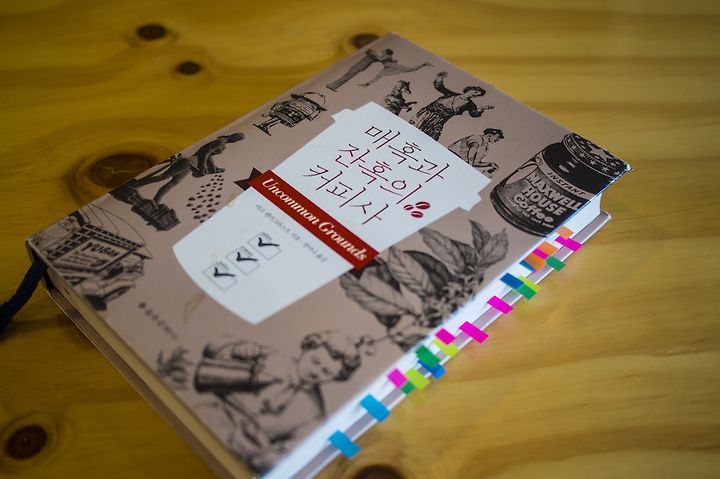 매혹과
잔혹의
커피사
Uncommon Grounds
INSTANT
MAXWELL
HOUSE
COFFEE